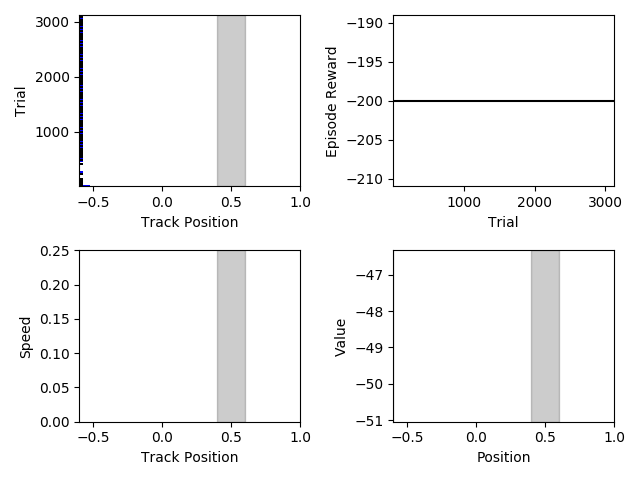 3000
2000
1000
Trial
−0.5 0.0 0.5 1.0
Track Position
−190
−195
−200
−205
−210
Episode Reward
1000 2000 3000
Trial
0.25
0.20
0.15
0.10
0.05
0.00
Speed
−0.5 0.0 0.5 1.0
Track Position
−47
−48
−49
−50
−51
Value
−0.5 0.0 0.5 1.0
Position